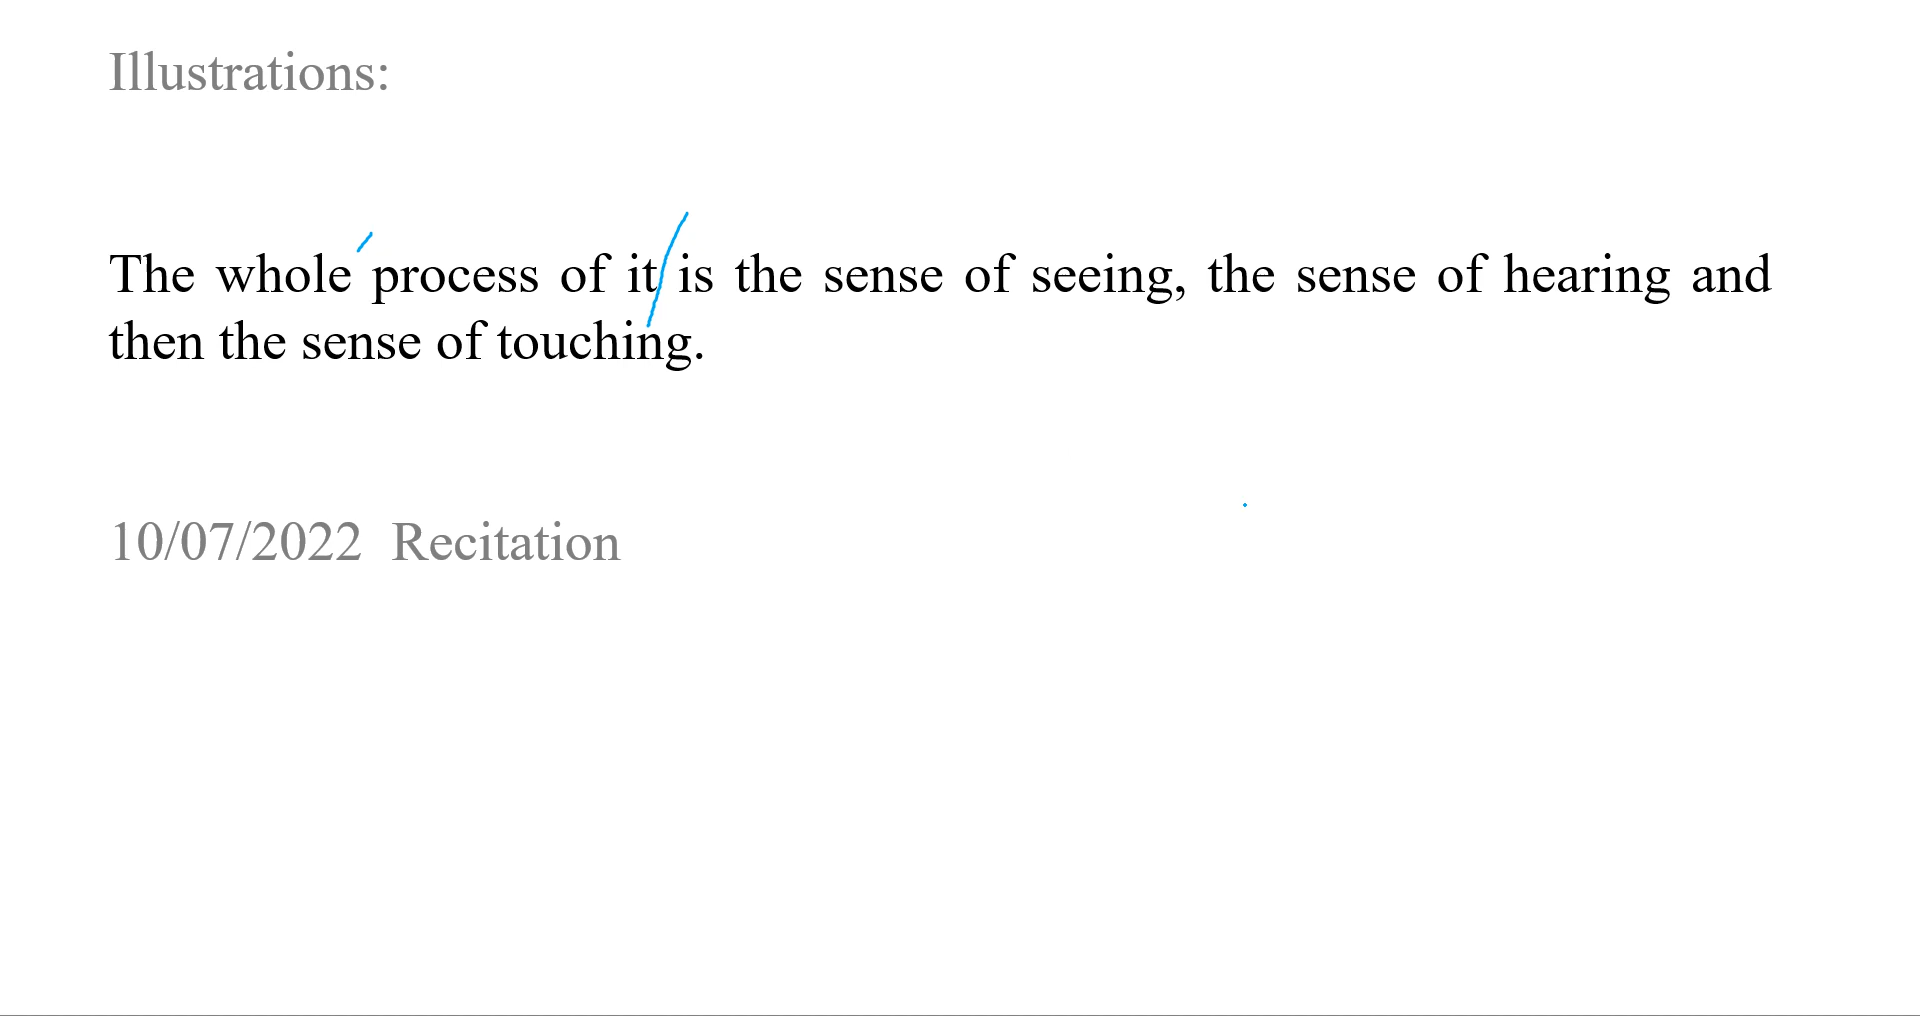 Illustrations:
The whole process of it is the sense of seeing, the sense of hearing and
then the sense of touching.
10/07/2022 Recitation